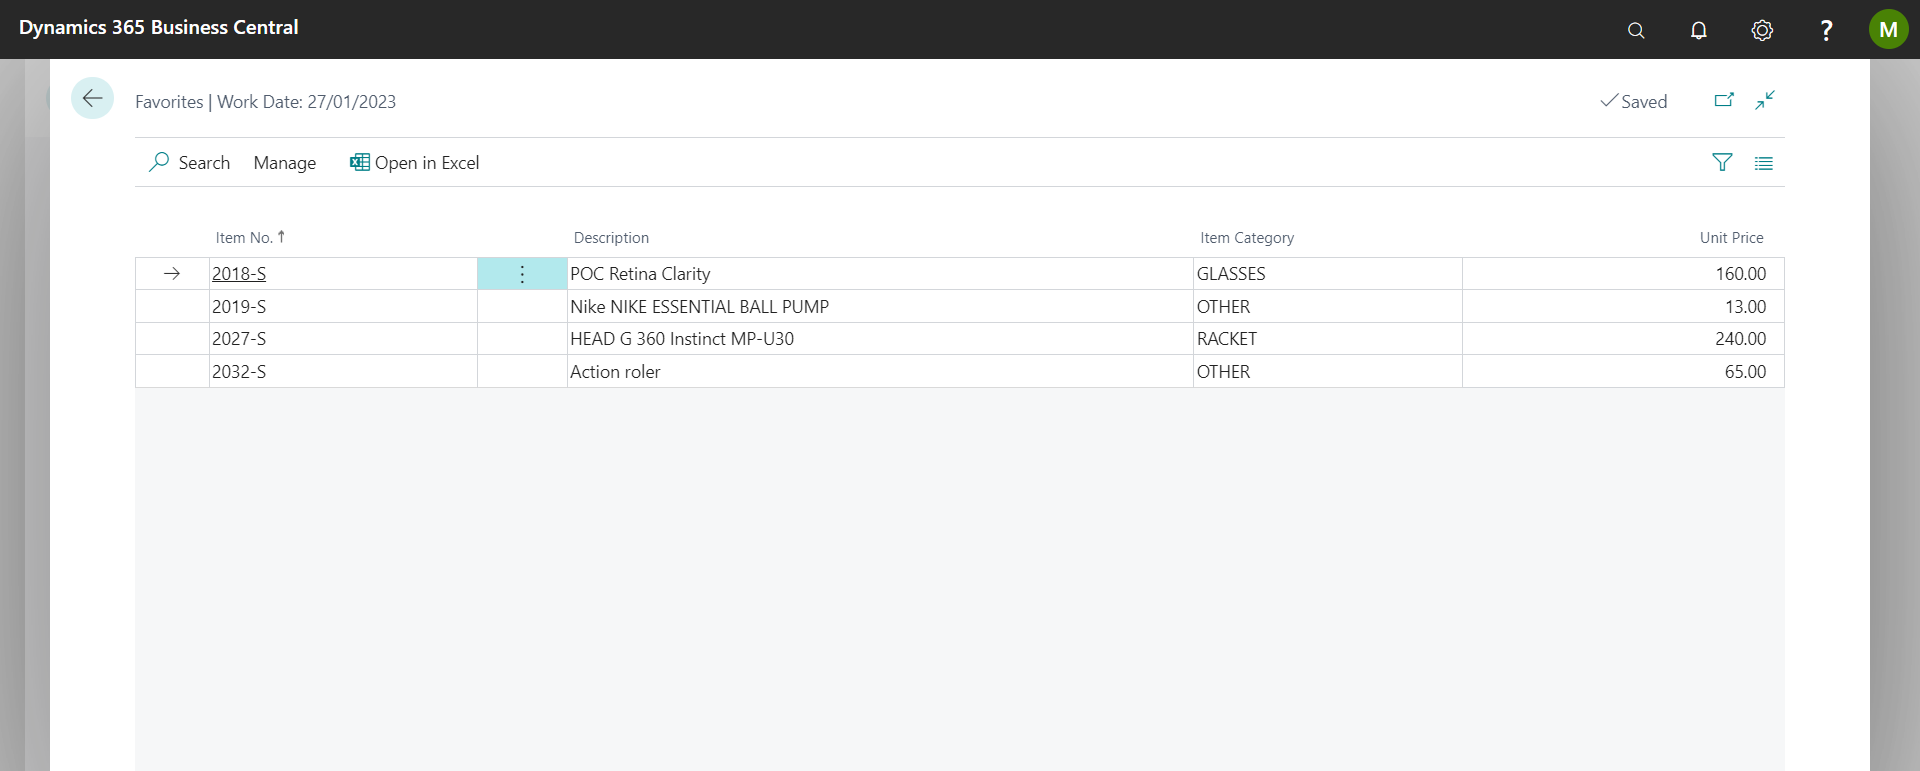 Dynamics 365 Business Central
?
M
Favorites | Work Date: 27/01/2023
Saved
Search Manage Open in Excel
Item No. ↑ Description Item Category Unit Price
2018-S POC Retina Clarity GLASSES 160.00
2019-S Nike NIKE ESSENTIAL BALL PUMP OTHER 13.00
2027-S HEAD G 360 Instinct MP-U30 RACKET 240.00
2032-S Action roler OTHER 65.00